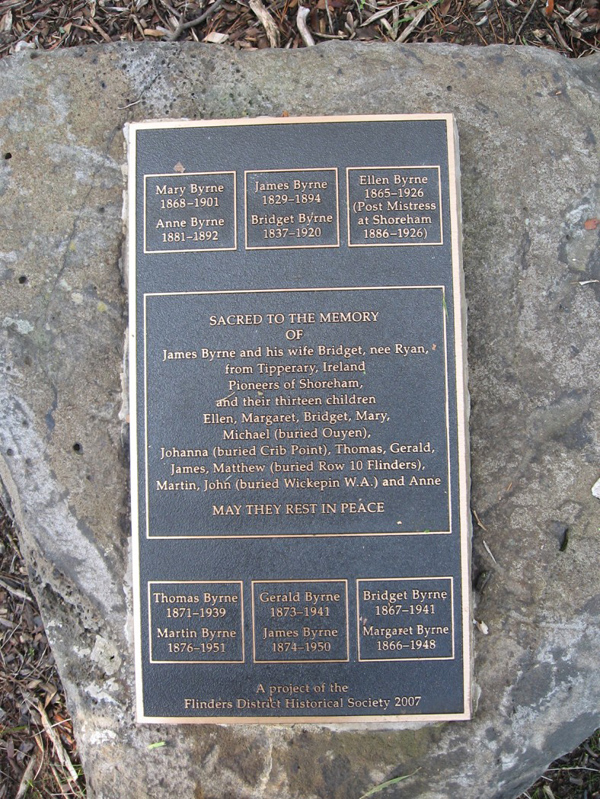 Mary Byrne
1868–1901
Anne Byrne
1881–1892
James Byrne
1829–1894
Bridget Byrne
1837–1920
Ellen Byrne
1865–1926
(Post Mistress
at Shoreham
1886–1926)
SACRED TO THE MEMORY
OF
James Byrne and his wife Bridget, nee Ryan,
from Tipperary, Ireland
Pioneers of Shoreham,
and their thirteen children
Ellen, Margaret, Bridget, Mary,
Michael (buried Ouyen),
Johanna (buried Crib Point), Thomas, Gerald,
James, Matthew (buried Row 10 Flinders),
Martin, John (buried Wickepin W.A.) and Anne
MAY THEY REST IN PEACE
Thomas Byrne
1871–1939
Martin Byrne
1876–1951
Gerald Byrne
1873–1941
James Byrne
1874–1950
Bridget Byrne
1867–1941
Margaret Byrne
1866–1948
A project of the
Flinders District Historical Society 2007